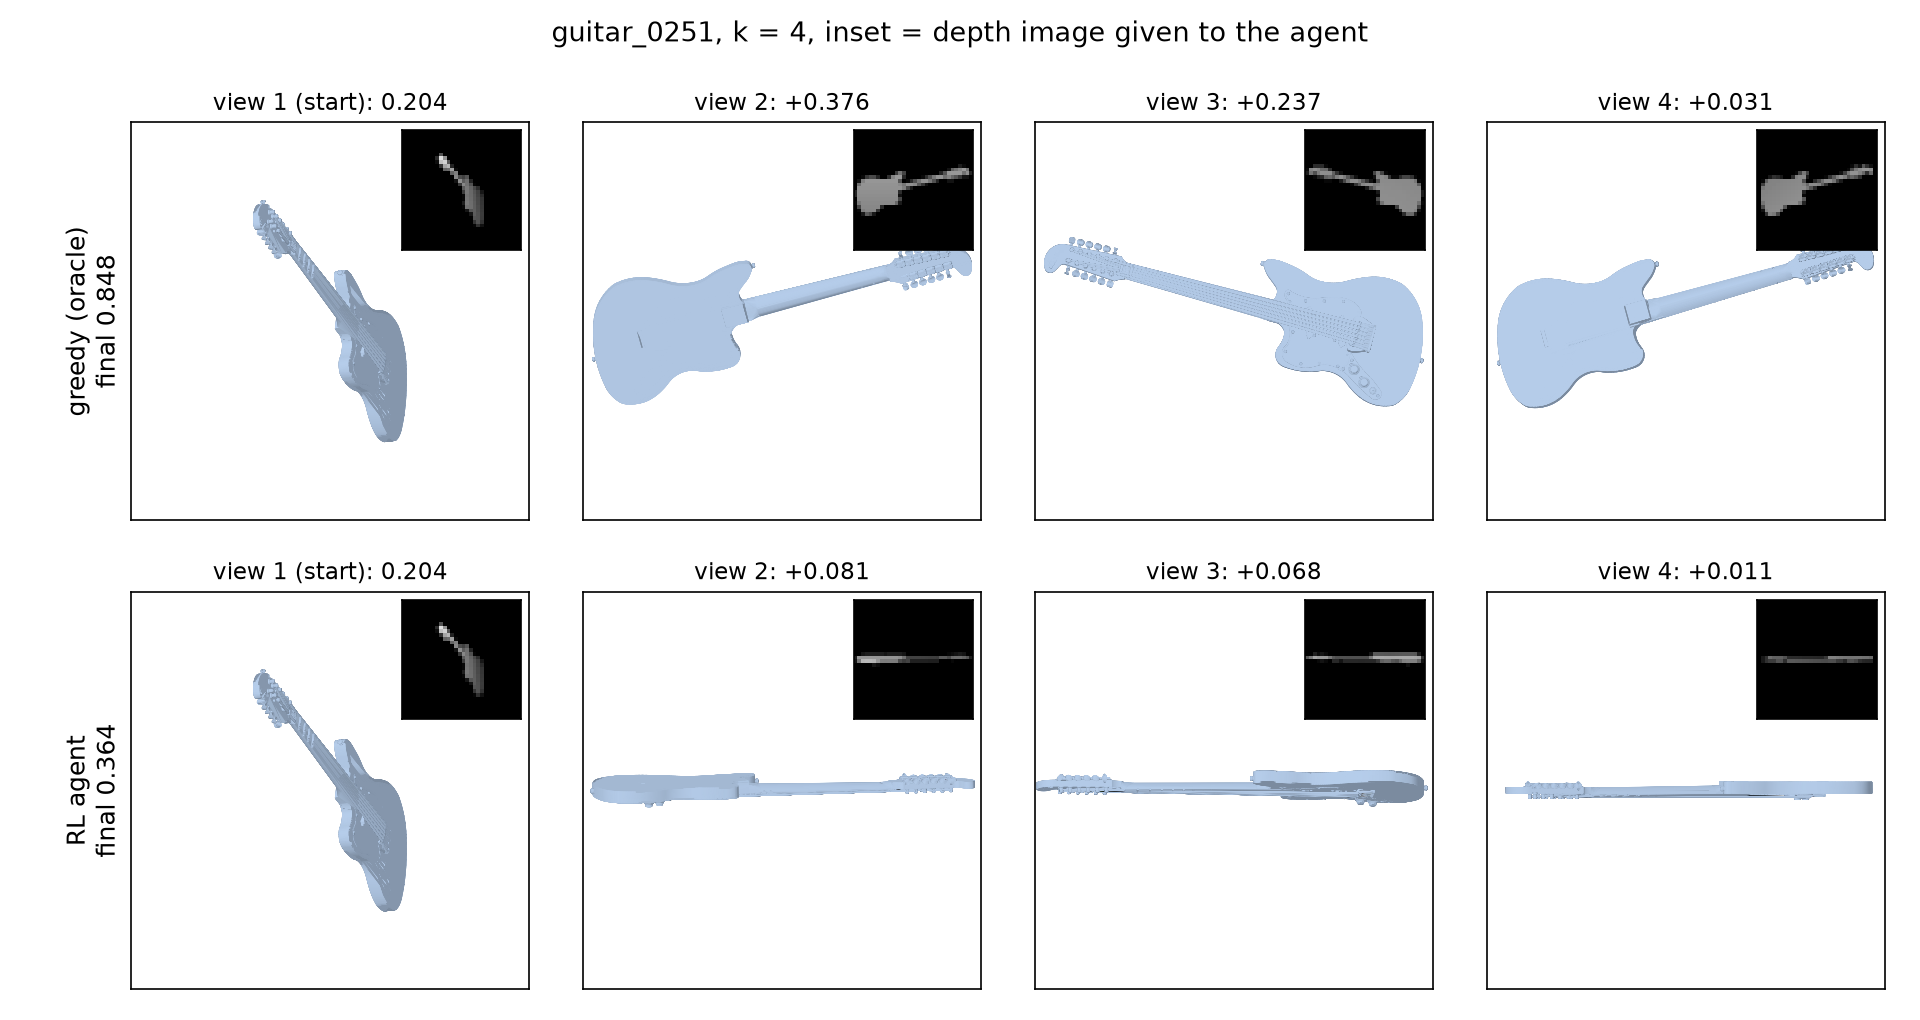 guitar_0251, k = 4, inset = depth image given to the agent
view 1 (start): 0.204
view 2: +0.376
view 3: +0.237
view 4: +0.031
greedy (oracle)
final 0.848
view 1 (start): 0.204
view 2: +0.081
view 3: +0.068
view 4: +0.011
RL agent
final 0.364